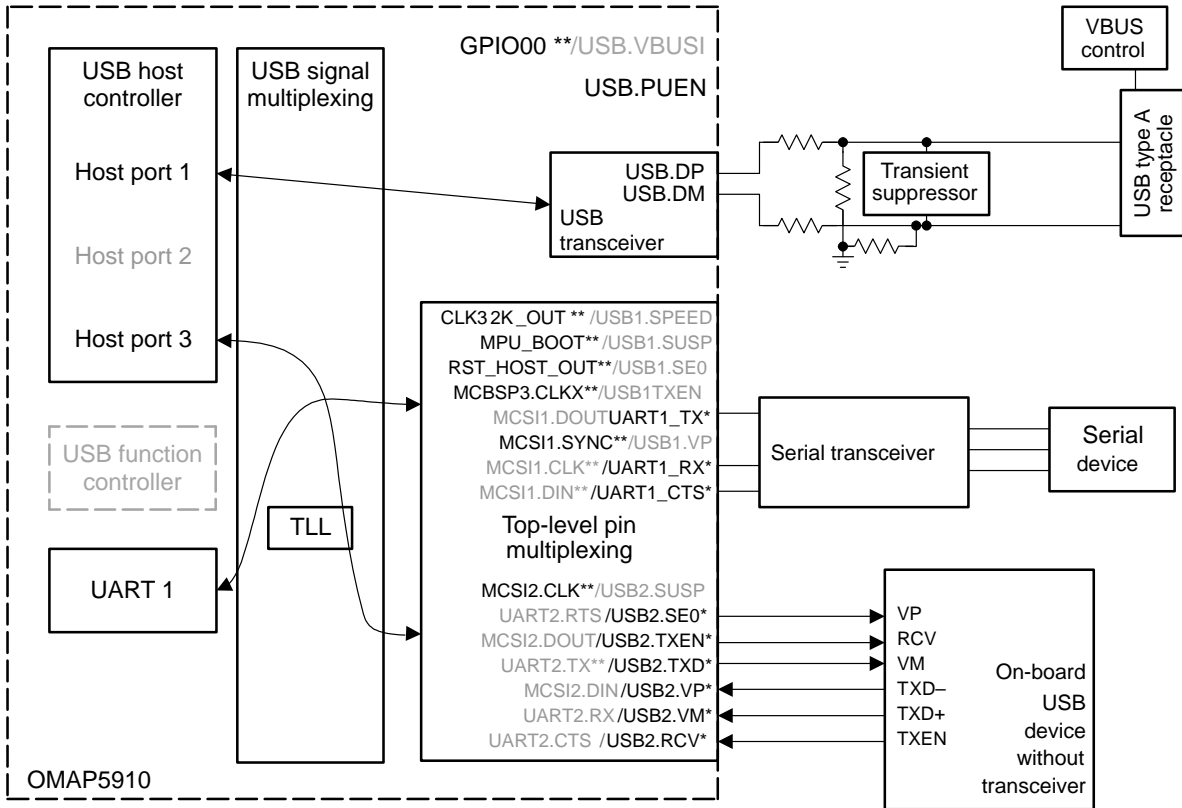 GPIO00 **/USB.VBUSI
USB.PUEN
VBUS
control
USB host
controller
Host port 1
Host port 2
Host port 3
USB signal
multiplexing
USB.DP
USB.DM
USB
transceiver
Transient
suppressor
USB type A
receptacle
CLK32K_OUT **/USB1.SPEED
MPU_BOOT**/USB1.SUSP
RST_HOST_OUT**/USB1.SE0
MCBSP3.CLKX**/USB1TXEN
MCSI1.DOUTUART1_TX*
MCSI1.SYNC**/USB1.VP
MCSI1.CLK**/UART1_RX*
MCSI1.DIN**/UART1_CTS*
Top-level pin
multiplexing
MCSI2.CLK**/USB2.SUSP
UART2.RTS/USB2.SE0*
MCSI2.DOUT/USB2.TXEN*
UART2.TX**/USB2.TXD*
MCSI2.DIN/USB2.VP*
UART2.RX/USB2.VM*
UART2.CTS /USB2.RCV*
Serial transceiver
Serial
device
USB function
controller
TLL
UART 1
VP
RCV
VM
TXD–
TXD+
TXEN
On-board
USB
device
without
transceiver
OMAP5910